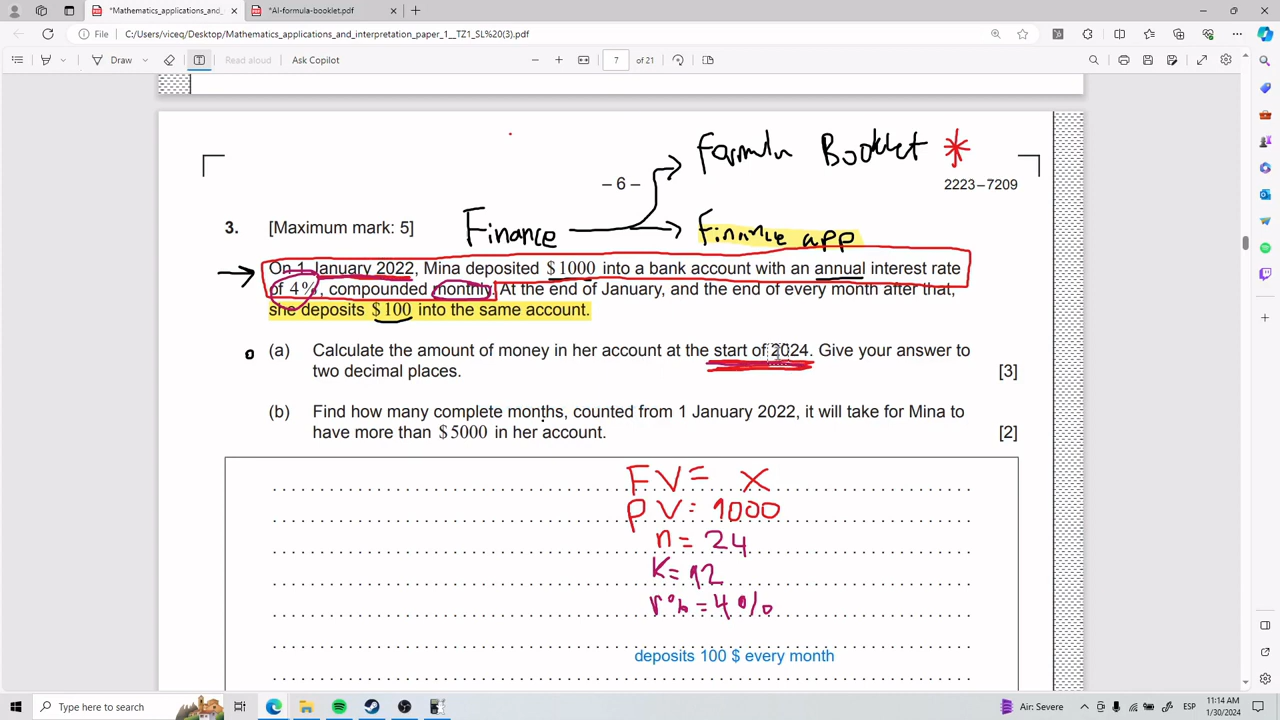 *Mathematics_applications_and_
*AI-formula-booklet.pdf
File
C:/Users/viceq/Desktop/Mathematics_applications_and_interpretation_paper_1__TZ1_SL%20(3).pdf
Draw
Read aloud
Ask Copilot
7
of 21
Formula Booklet *
– 6 –
2223–7209
3.
[Maximum mark: 5]
Finance
Finance app
On 1 January 2022, Mina deposited $1000 into a bank account with an annual interest rate
of 4%, compounded monthly. At the end of January, and the end of every month after that,
she deposits $100 into the same account.
(a) Calculate the amount of money in her account at the start of 2024. Give your answer to
two decimal places.
[3]
(b) Find how many complete months, counted from 1 January 2022, it will take for Mina to
have more than $5000 in her account.
[2]
FV= X
PV= 1000
n = 24
K= 12
r% = 4%
deposits 100 $ every month
Type here to search
Air: Severe
ESP
11:14 AM
1/30/2024